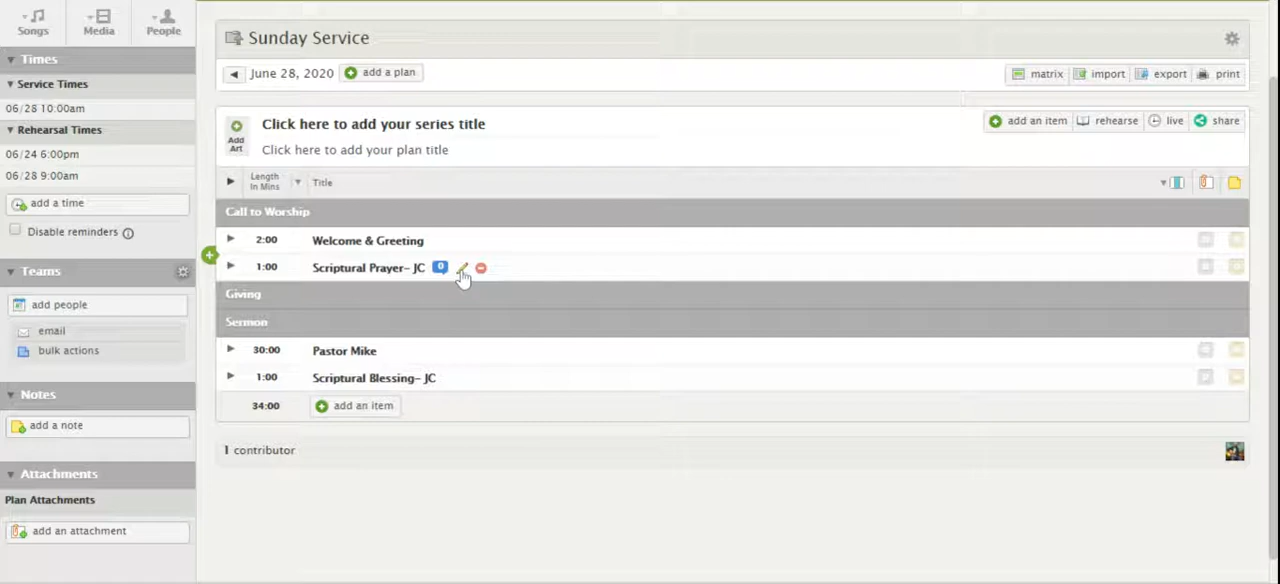 Songs
Media
People
Times
Service Times
06/28 10:00am
Rehearsal Times
06/24 6:00pm
06/28 9:00am
add a time
Disable reminders
Teams
add people
email
bulk actions
Notes
add a note
Attachments
Plan Attachments
add an attachment
Sunday Service
June 28, 2020
add a plan
matrix
import
export
print
Add Art
Click here to add your series title
Click here to add your plan title
add an item
rehearse
live
share
Length In Mins
Title
Call to Worship
2:00 Welcome & Greeting
1:00 Scriptural Prayer- JC 0
Giving
Sermon
30:00 Pastor Mike
1:00 Scriptural Blessing- JC
34:00 add an item
1 contributor